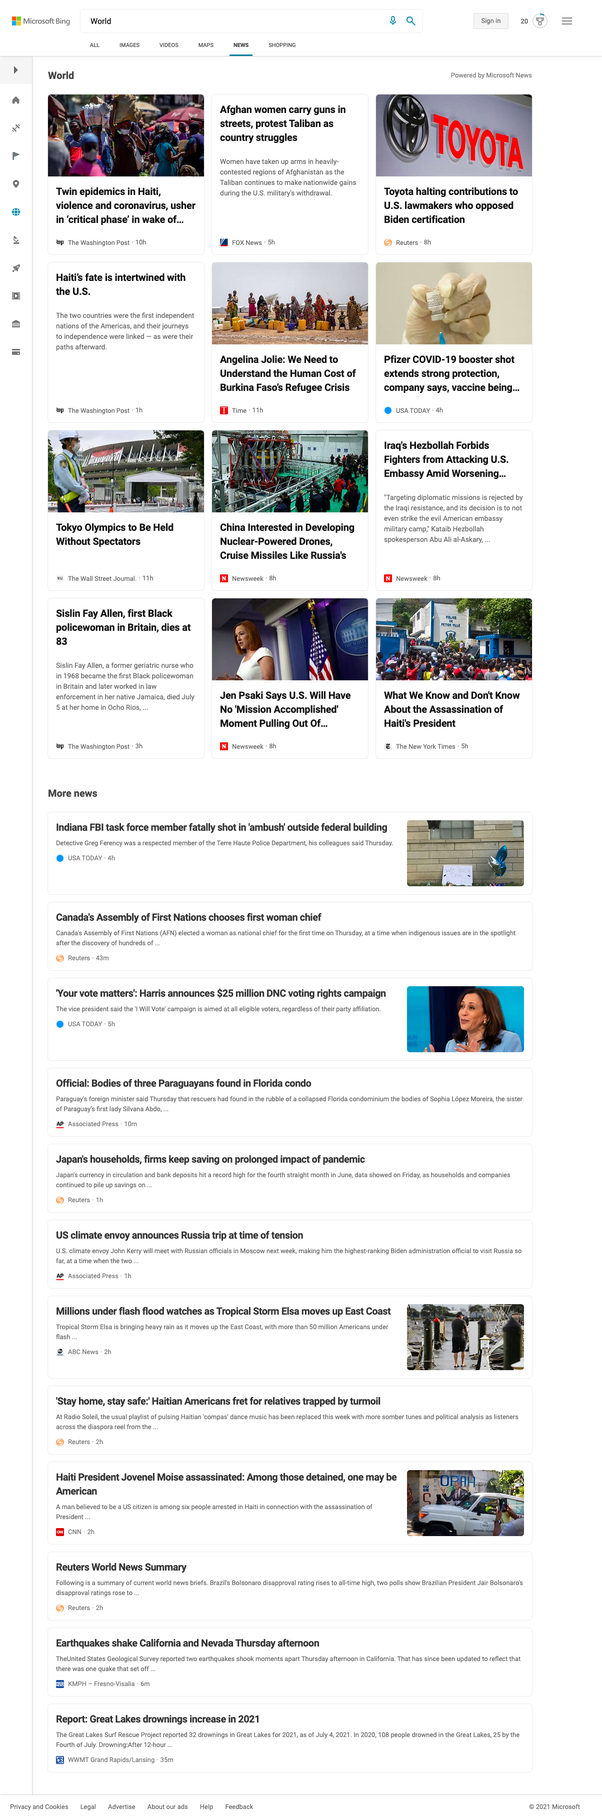 Microsoft Bing
World
Sign in
20
ALL
IMAGES
VIDEOS
MAPS
NEWS
SHOPPING
World
Powered by Microsoft News
Twin epidemics in Haiti,
violence and coronavirus, usher
in 'critical phase' in wake of...
The Washington Post · 10h
Afghan women carry guns in
streets, protest Taliban as
country struggles
Women have taken up arms in heavily-
contested regions of Afghanistan as the
Taliban continues to make nationwide gains
during the U.S. military's withdrawal.
FOX News · 5h
TOYOTA
Toyota halting contributions to
U.S. lawmakers who opposed
Biden certification
Reuters · 8h
Haiti's fate is intertwined with
the U.S.
The two countries were the first independent
nations of the Americas, and their journeys
to independence were linked — as were their
paths afterward.
The Washington Post · 1h
Angelina Jolie: We Need to
Understand the Human Cost of
Burkina Faso's Refugee Crisis
Time · 11h
Pfizer COVID-19 booster shot
extends strong protection,
company says, vaccine being...
USA TODAY · 4h
Tokyo Olympics to Be Held
Without Spectators
The Wall Street Journal. · 11h
China Interested in Developing
Nuclear-Powered Drones,
Cruise Missiles Like Russia's
Newsweek · 8h
Iraq's Hezbollah Forbids
Fighters from Attacking U.S.
Embassy Amid Worsening...
"Targeting diplomatic missions is rejected by
the Iraqi resistance, and its decision is to not
even strike the evil American embassy
military camp," Kataib Hezbollah
spokesperson Abu Ali al-Askary, ...
Newsweek · 8h
Sislin Fay Allen, first Black
policewoman in Britain, dies at
83
Sislin Fay Allen, a former geriatric nurse who
in 1968 became the first Black policewoman
in Britain and later worked in law
enforcement in her native Jamaica, died July
5 at her home in Ocho Rios, ...
The Washington Post · 3h
Jen Psaki Says U.S. Will Have
No 'Mission Accomplished'
Moment Pulling Out Of...
Newsweek · 8h
What We Know and Don't Know
About the Assassination of
Haiti's President
The New York Times · 5h
More news
Indiana FBI task force member fatally shot in 'ambush' outside federal building
Detective Greg Ferency was a respected member of the Terre Haute Police Department, his colleagues said Thursday.
USA TODAY · 4h
Canada's Assembly of First Nations chooses first woman chief
Canada's Assembly of First Nations (AFN) elected a woman as national chief for the first time on Thursday, at a time when indigenous issues are in the spotlight
after the discovery of hundreds of ...
Reuters · 43m
'Your vote matters': Harris announces $25 million DNC voting rights campaign
The vice president said the 'I Will Vote' campaign is aimed at all eligible voters, regardless of their party affiliation.
USA TODAY · 5h
Official: Bodies of three Paraguayans found in Florida condo
Paraguay's foreign minister said Thursday that rescuers had found in the rubble of a collapsed Florida condominium the bodies of Sophia López Moreira, the sister
of Paraguay's first lady Silvana Abdo, ...
AP Associated Press · 10m
Japan's households, firms keep saving on prolonged impact of pandemic
Japan's currency in circulation and bank deposits hit a record high for the fourth straight month in June, data showed on Friday, as households and companies
continued to pile up savings on ...
Reuters · 1h
US climate envoy announces Russia trip at time of tension
U.S. climate envoy John Kerry will meet with Russian officials in Moscow next week, making him the highest-ranking Biden administration official to visit Russia so
far, at a time when the two ...
AP Associated Press · 1h
Millions under flash flood watches as Tropical Storm Elsa moves up East Coast
Tropical Storm Elsa is bringing heavy rain as it moves up the East Coast, with more than 50 million Americans under
flash ...
ABC News · 2h
'Stay home, stay safe:' Haitian Americans fret for relatives trapped by turmoil
At Radio Soleil, the usual playlist of pulsing Haitian 'compas' dance music has been replaced this week with more somber tunes and political analysis as listeners
across the diaspora reel from the ...
Reuters · 2h
Haiti President Jovenel Moise assassinated: Among those detained, one may be
American
A man believed to be a US citizen is among six people arrested in Haiti in connection with the assassination of
President ...
CNN · 2h
Reuters World News Summary
Following is a summary of current world news briefs. Brazil's Bolsonaro disapproval rating rises to all-time high, two polls show Brazilian President Jair Bolsonaro's
disapproval ratings rose to ...
Reuters · 2h
Earthquakes shake California and Nevada Thursday afternoon
TheUnited States Geological Survey reported two earthquakes shook moments apart Thursday afternoon in California. That has since been updated to reflect that
there was one quake that set off ...
KMPH – Fresno-Visalia · 6m
Report: Great Lakes drownings increase in 2021
The Great Lakes Surf Rescue Project reported 32 drownings in Great Lakes for 2021, as of July 4, 2021. In 2020, 108 people drowned in the Great Lakes, 25 by the
Fourth of July. Drowning:After 12-hour ...
WWMT Grand Rapids/Lansing · 35m
Privacy and Cookies
Legal
Advertise
About our ads
Help
Feedback
© 2021 Microsoft